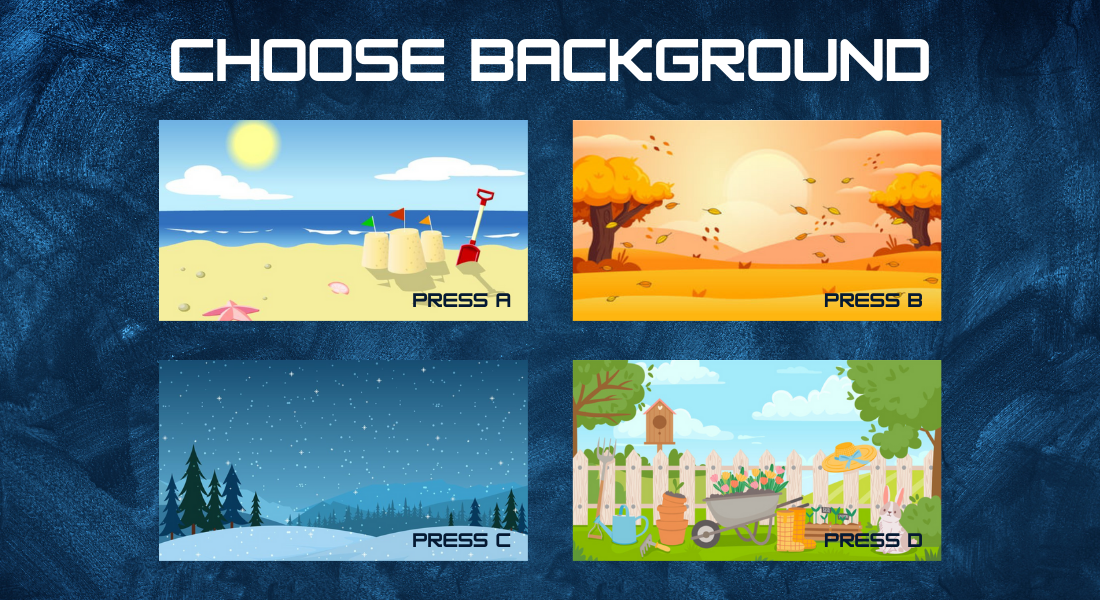 CHOOSE BACKGROUND
PRESS A
PRESS B
PRESS C
PRESS D